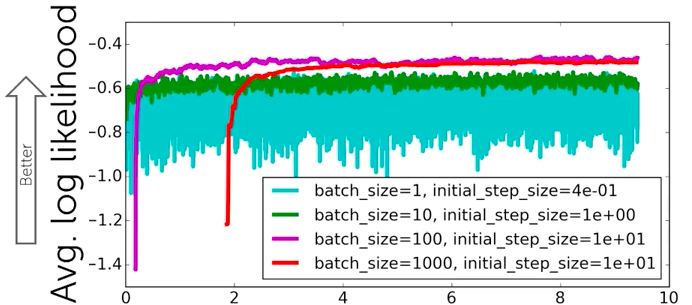 Better
Avg. log likelihood
−0.4
−0.6
−0.8
−1.0
−1.2
−1.4
batch_size=1, initial_step_size=4e-01
batch_size=10, initial_step_size=1e+00
batch_size=100, initial_step_size=1e+01
batch_size=1000, initial_step_size=1e+01
0 2 4 6 8 10